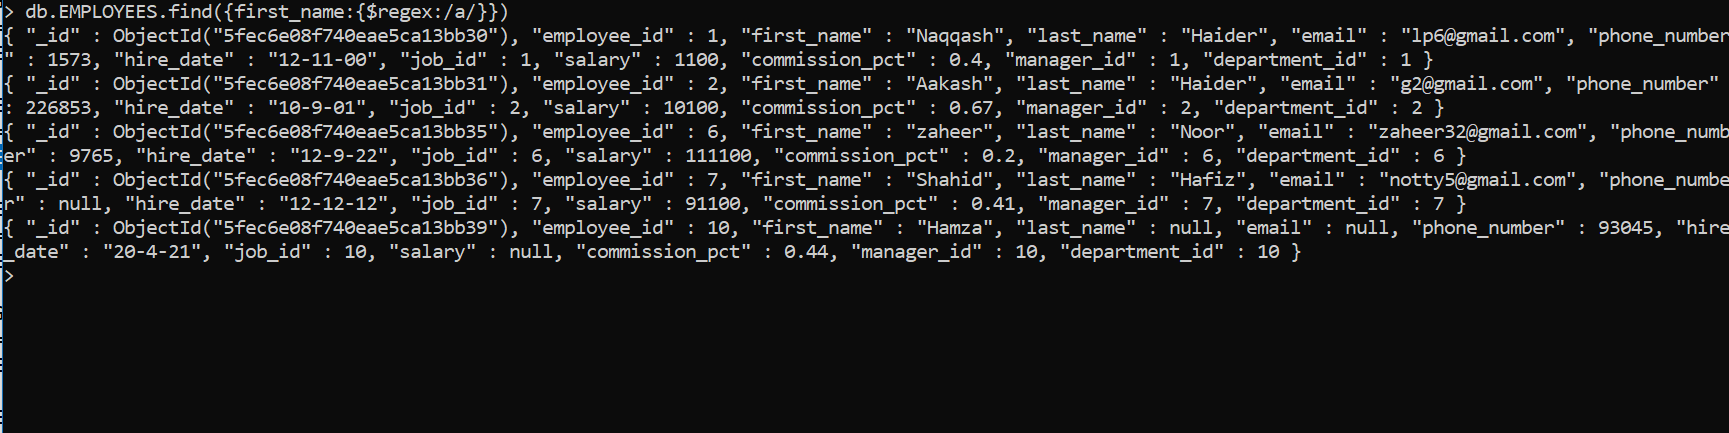 > db.EMPLOYEES.find({first_name:{$regex:/a/}})
{ "_id" : ObjectId("5fec6e08f740eae5ca13bb30"), "employee_id" : 1, "first_name" : "Naqqash", "last_name" : "Haider", "email" : "lp6@gmail.com", "phone_number
" : 1573, "hire_date" : "12-11-00", "job_id" : 1, "salary" : 1100, "commission_pct" : 0.4, "manager_id" : 1, "department_id" : 1 }
{ "_id" : ObjectId("5fec6e08f740eae5ca13bb31"), "employee_id" : 2, "first_name" : "Aakash", "last_name" : "Haider", "email" : "g2@gmail.com", "phone_number"
: 226853, "hire_date" : "10-9-01", "job_id" : 2, "salary" : 10100, "commission_pct" : 0.67, "manager_id" : 2, "department_id" : 2 }
{ "_id" : ObjectId("5fec6e08f740eae5ca13bb35"), "employee_id" : 6, "first_name" : "zaheer", "last_name" : "Noor", "email" : "zaheer32@gmail.com", "phone_numb
er" : 9765, "hire_date" : "12-9-22", "job_id" : 6, "salary" : 111100, "commission_pct" : 0.2, "manager_id" : 6, "department_id" : 6 }
{ "_id" : ObjectId("5fec6e08f740eae5ca13bb36"), "employee_id" : 7, "first_name" : "Shahid", "last_name" : "Hafiz", "email" : "notty5@gmail.com", "phone_numbe
r" : null, "hire_date" : "12-12-12", "job_id" : 7, "salary" : 91100, "commission_pct" : 0.41, "manager_id" : 7, "department_id" : 7 }
{ "_id" : ObjectId("5fec6e08f740eae5ca13bb39"), "employee_id" : 10, "first_name" : "Hamza", "last_name" : null, "email" : null, "phone_number" : 93045, "hire
_date" : "20-4-21", "job_id" : 10, "salary" : null, "commission_pct" : 0.44, "manager_id" : 10, "department_id" : 10 }
>